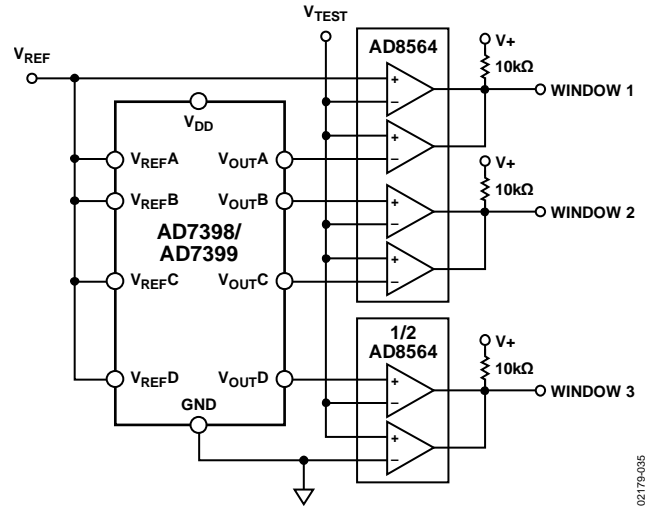 VTEST
VREF
AD8564
V+
10kΩ
WINDOW 1
VDD
VREFA
VOUTA
VREFB
VOUTB
V+
10kΩ
AD7398/
AD7399
WINDOW 2
VREFC
VOUTC
1/2
AD8564
V+
10kΩ
VREFD
VOUTD
WINDOW 3
GND
+
−
+
−
+
−
+
−
+
−
+
−
02179-035